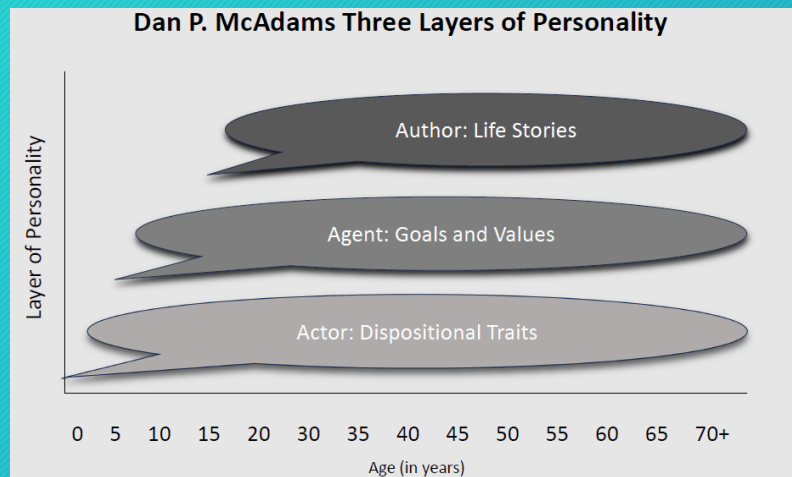 Dan P. McAdams Three Layers of Personality
Layer of Personality
Author: Life Stories
Agent: Goals and Values
Actor: Dispositional Traits
0 5 10 15 20 30 35 40 45 50 55 60 65 70+
Age (in years)